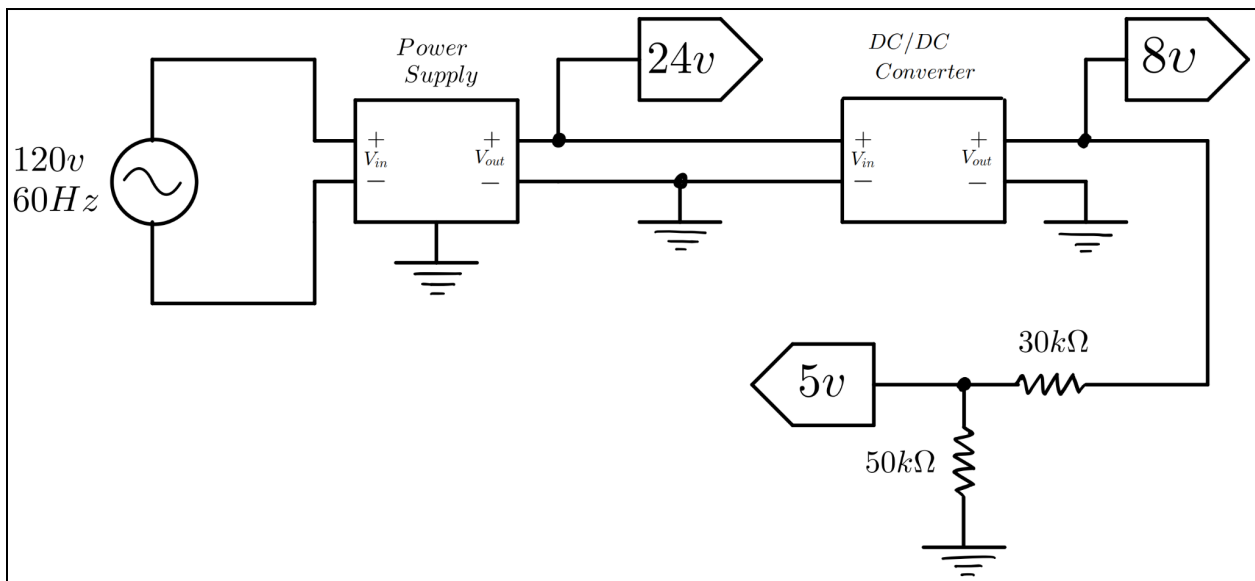 Power
Supply
24v
DC/DC
Converter
8v
120v
60Hz
+
V_in
−
+
V_out
−
+
V_in
−
+
V_out
−
30kΩ
5v
50kΩ